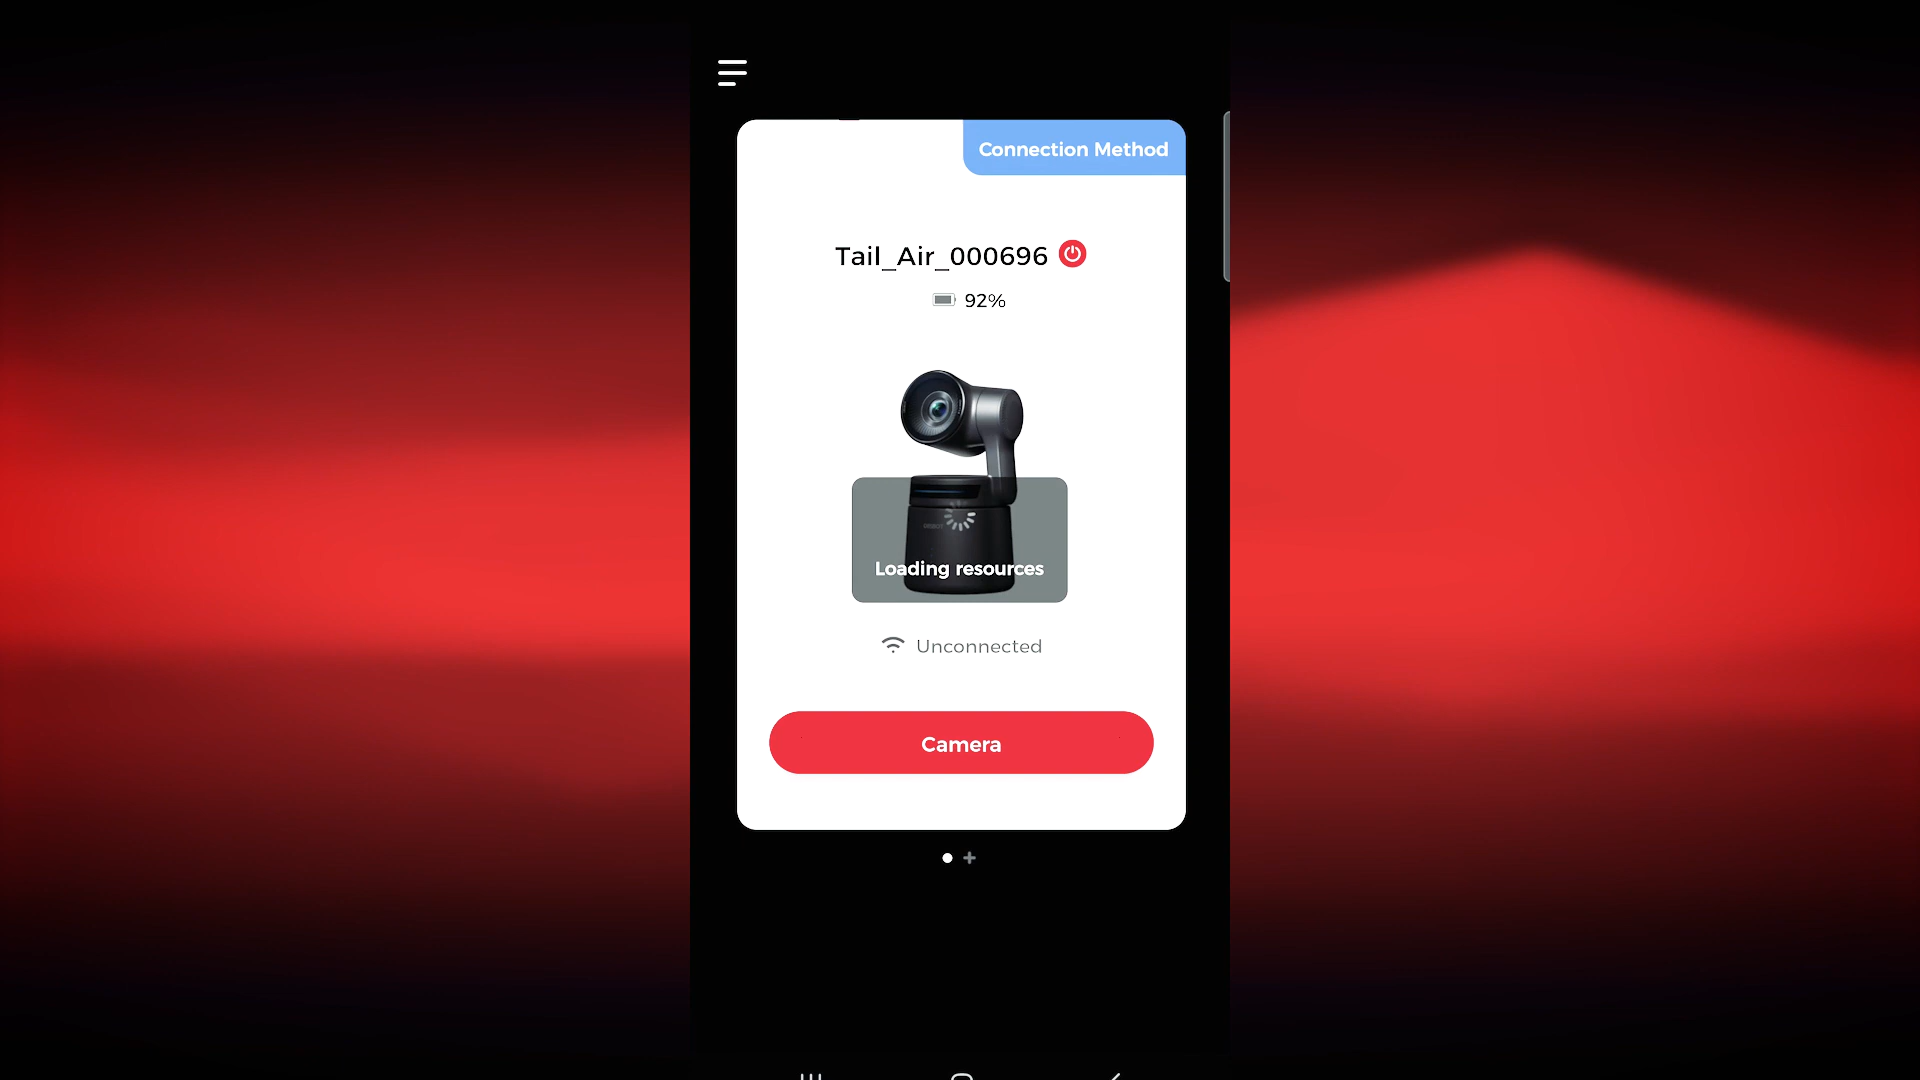 Connection Method
Tail_Air_000696
92%
Loading resources
Unconnected
Camera